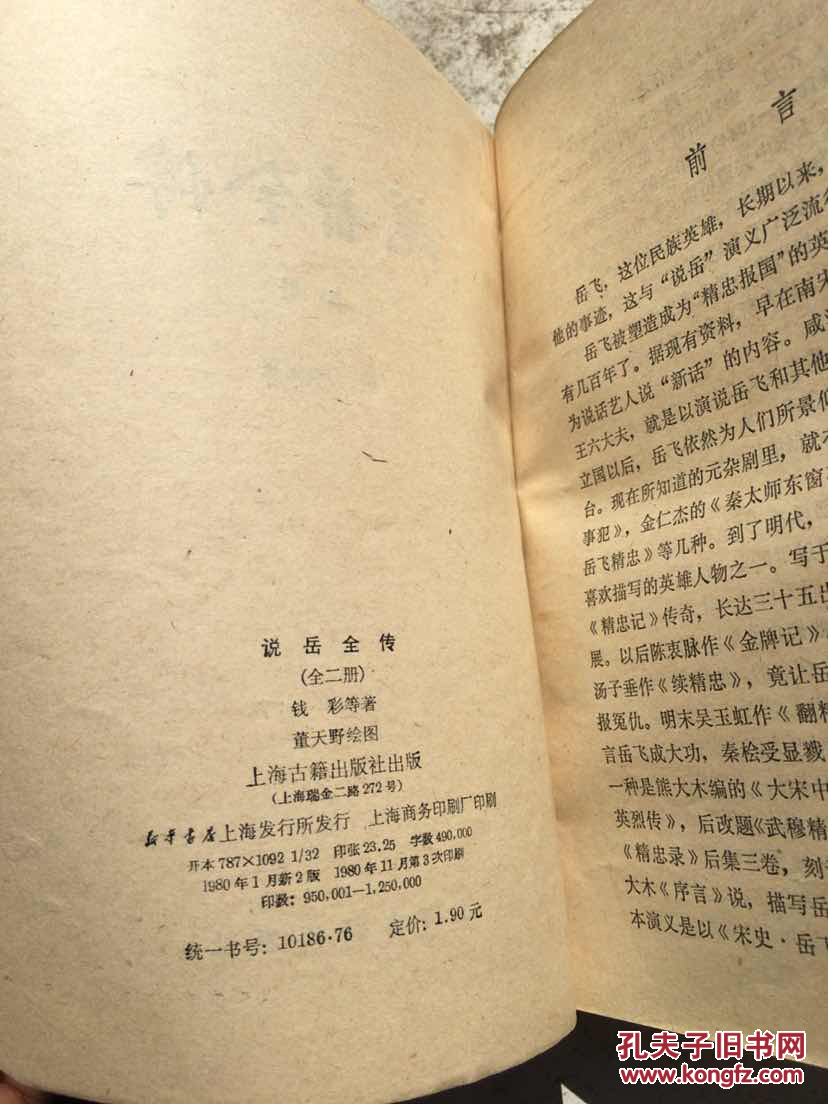 说岳全传
(全二册)
钱 彩等著
董天野绘图
上海古籍出版社出版
(上海瑞金二路272号)
新华书店上海发行所发行 上海商务印刷厂印刷
开本787×1092 1/32 印张23.25 字数490,000
1980年1月新2版 1980年11月第3次印刷
印数: 950,001—1,250,000
统一书号: 10186·76 定价: 1.90元
前 言
岳飞，这位民族英雄，长期以来，
他的事迹，这与“说岳”演义广泛流行
岳飞被塑造成为“精忠报国”的英
有几百年了。据现有资料，早在南宋
为说话艺人说“新话”的内容。咸
王六大夫，就是以演说岳飞和其他
立国以后，岳飞依然为人们所景仰
台。现在所知道的元杂剧里，就
事犯》，金仁杰的《秦太师东窗
岳飞精忠》等几种。到了明代，
喜欢描写的英雄人物之一。写于
《精忠记》传奇，长达三十五出
展。以后陈衷脉作《金牌记》
汤子垂作《续精忠》，竟让岳
报冤仇。明末吴玉虹作《翻精
言岳飞成大功，秦桧受显戮
一种是熊大木编的《大宋中
英烈传》，后改题《武穆精
《精忠录》后集三卷，刻
大木《序言》说，描写岳
本演义是以《宋史·岳飞
孔夫子旧书网
www.kongfz.com